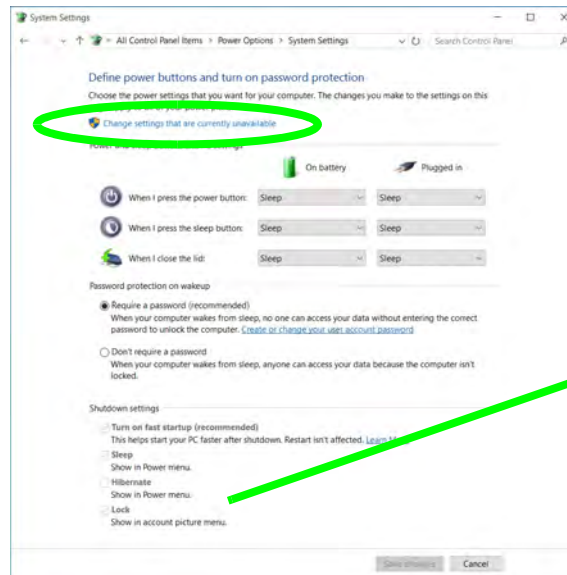 System Settings
All Control Panel Items > Power Options > System Settings
Search Control Panel
Define power buttons and turn on password protection
Choose the power settings that you want for your computer. The changes you make to the settings on this
Change settings that are currently unavailable
Power and settings
On battery Plugged in
When I press the power button: Sleep Sleep
When I press the sleep button: Sleep Sleep
When I close the lid: Sleep Sleep
Password protection on wakeup
Require a password (recommended)
When your computer wakes from sleep, no one can access your data without entering the correct
password to unlock the computer. Create or change your user account password
Don't require a password
When your computer wakes from sleep, anyone can access your data because the computer isn't
locked.
Shutdown settings
Turn on fast startup (recommended)
This helps start your PC faster after shutdown. Restart isn't affected. Learn
Sleep
Show in Power menu.
Hibernate
Show in Power menu.
Lock
Show in account picture menu.
Save changes Cancel